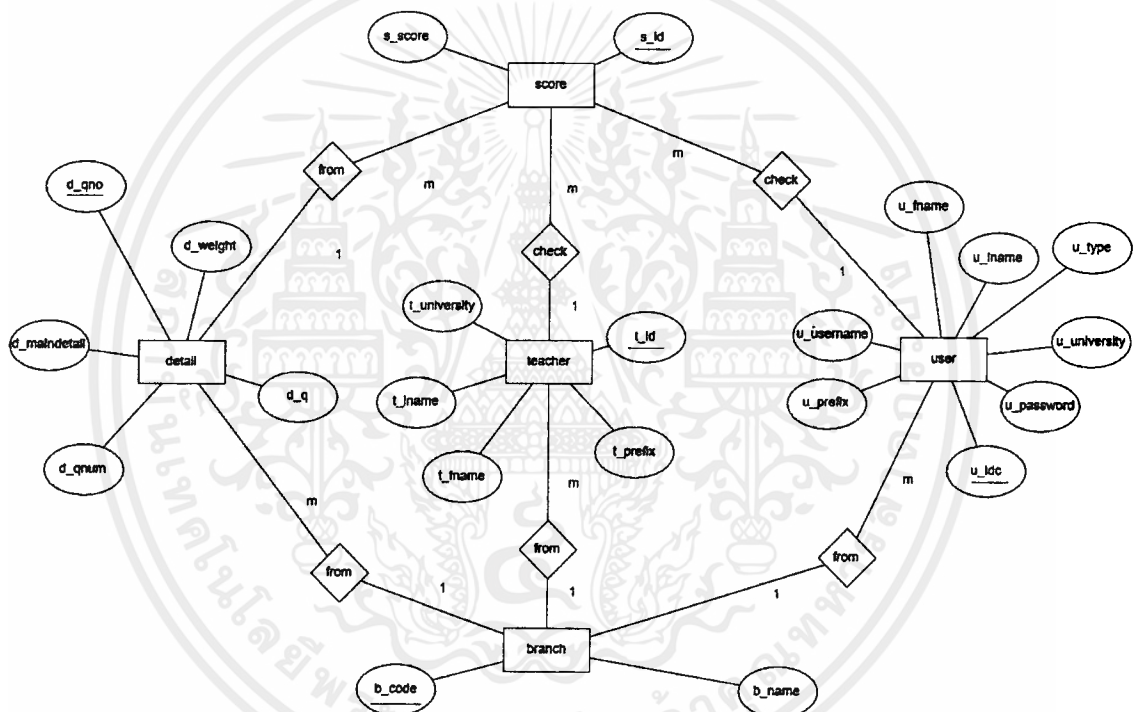 s_score
s_id
score
from
m
m
m
check
d_qno
d_weight
1
check
1
1
u_fname
u_lname
u_type
t_university
t_id
u_username
u_university
d_maindetail
detail
teacher
user
d_q
t_lname
u_prefix
u_password
d_qnum
t_fname
t_prefix
u_idc
m
m
m
from
from
from
1
1
1
branch
b_code
b_name